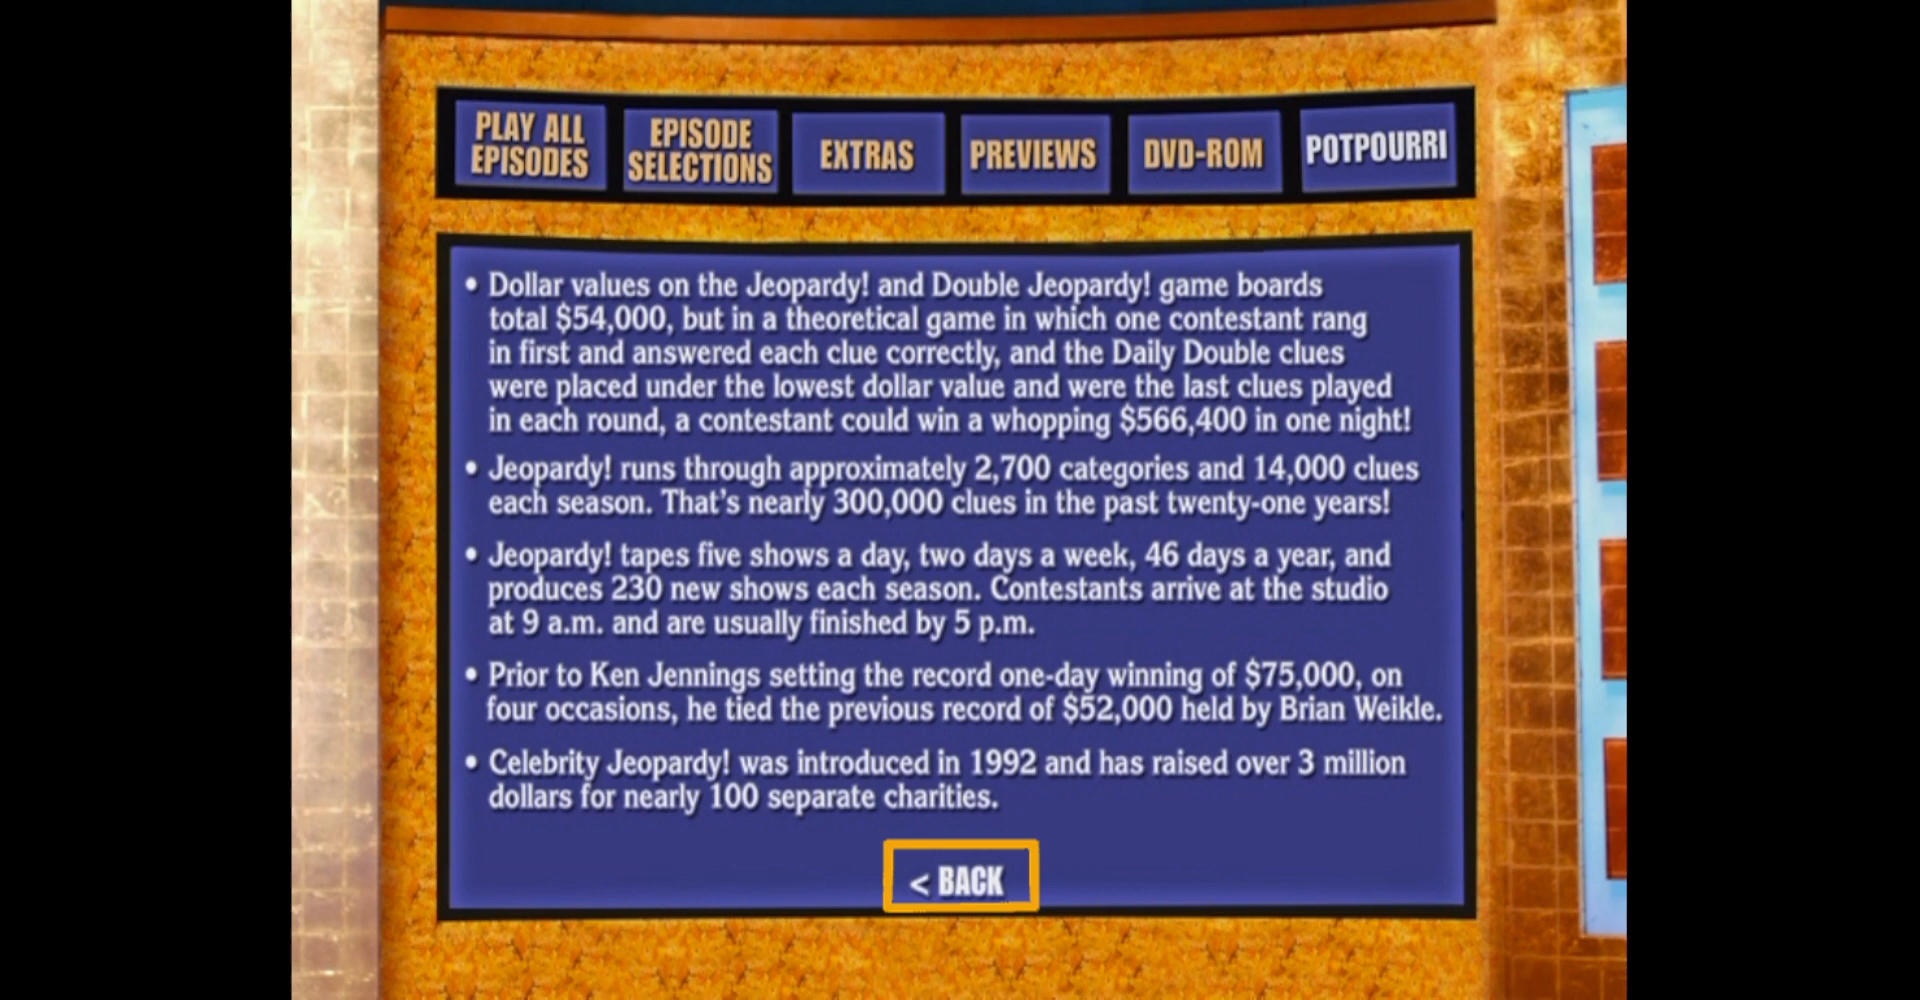 PLAY ALL
EPISODES
EPISODE
SELECTIONS
EXTRAS
PREVIEWS
DVD-ROM
POTPOURRI
• Dollar values on the Jeopardy! and Double Jeopardy! game boards
total $54,000, but in a theoretical game in which one contestant rang
in first and answered each clue correctly, and the Daily Double clues
were placed under the lowest dollar value and were the last clues played
in each round, a contestant could win a whopping $566,400 in one night!
• Jeopardy! runs through approximately 2,700 categories and 14,000 clues
each season. That's nearly 300,000 clues in the past twenty-one years!
• Jeopardy! tapes five shows a day, two days a week, 46 days a year, and
produces 230 new shows each season. Contestants arrive at the studio
at 9 a.m. and are usually finished by 5 p.m.
• Prior to Ken Jennings setting the record one-day winning of $75,000, on
four occasions, he tied the previous record of $52,000 held by Brian Weikle.
• Celebrity Jeopardy! was introduced in 1992 and has raised over 3 million
dollars for nearly 100 separate charities.
< BACK